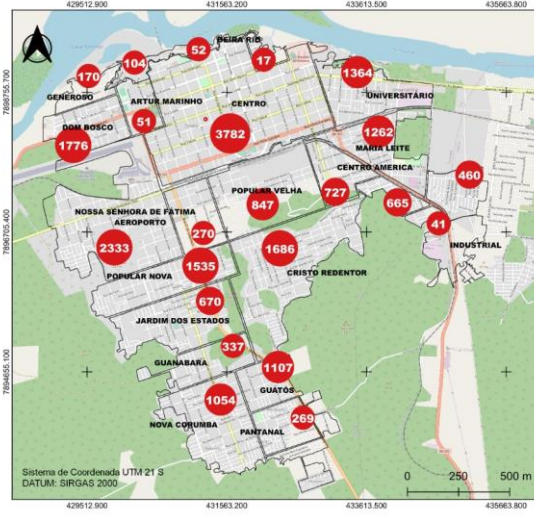 429512.900 431563.200 433613.500 435663.800
7898755.700
7896705.400
7894655.100
BEIRA RIO
52
17
104
170
1364
GENEROSO
ARTUR MARINHO
CENTRO
UNIVERSITÁRIO
51
DOM BOSCO
3782
1262
1776
MARIA LEITE
CENTRO AMERICA
460
POPULAR VELHA
727
847
665
NOSSA SENHORA DE FATIMA
AEROPORTO
270
41
2333
1686
INDUSTRIAL
1535
POPULAR NOVA
CRISTO REDENTOR
670
JARDIM DOS ESTADOS
337
GUANABARA
1107
GUATÓS
1054
269
NOVA CORUMBA
PANTANAL
Sistema de Coordenada UTM 21 S
DATUM: SIRGAS 2000
0 250 500 m
429512.900 431563.200 433613.500 435663.800